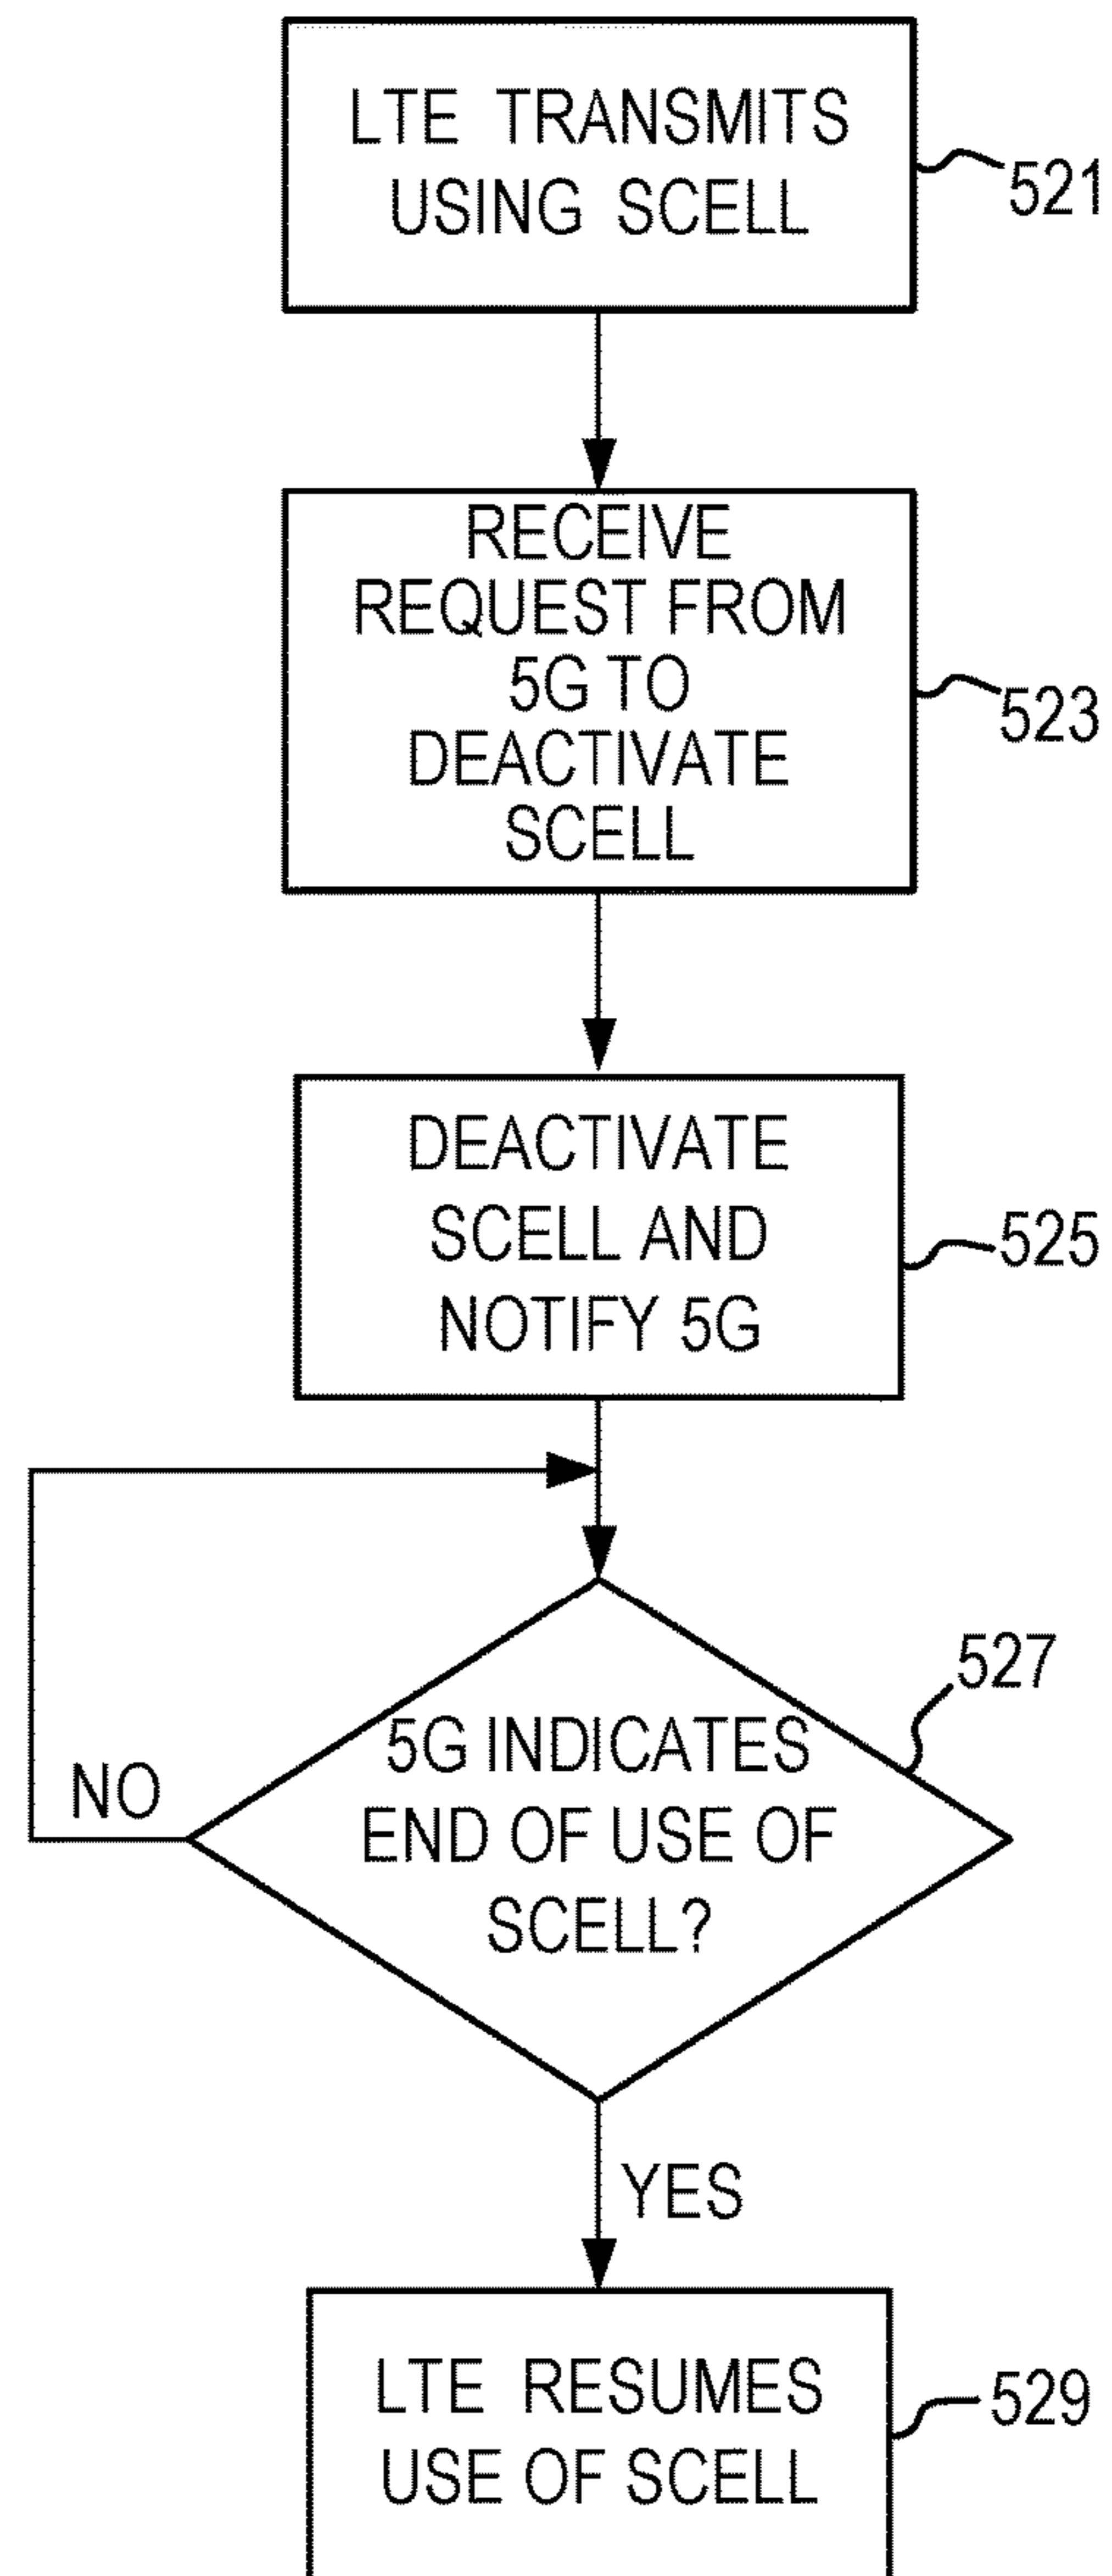 LTE TRANSMITS
USING SCELL
521
RECEIVE
REQUEST FROM
5G TO
DEACTIVATE
SCELL
523
DEACTIVATE
SCELL AND
NOTIFY 5G
525
527
5G INDICATES
END OF USE OF
SCELL?
NO
YES
LTE RESUMES
USE OF SCELL
529